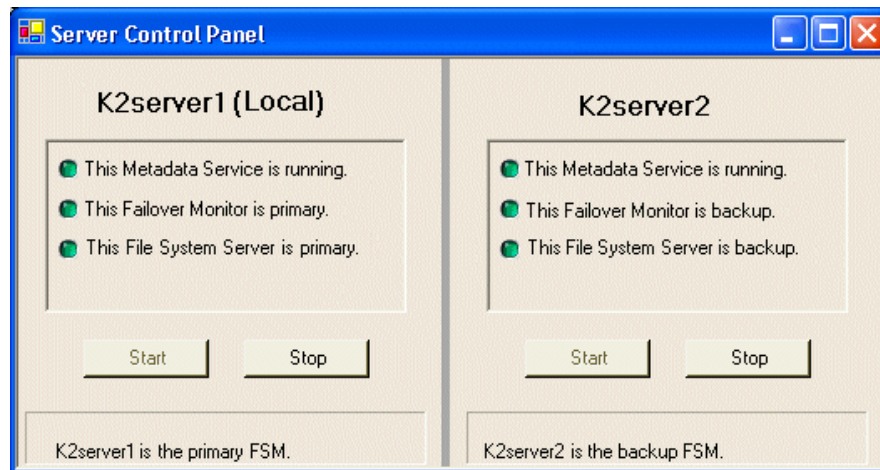 Server Control Panel
K2server1 (Local)
This Metadata Service is running.
This Failover Monitor is primary.
This File System Server is primary.
Start
Stop
K2server1 is the primary FSM.
K2server2
This Metadata Service is running.
This Failover Monitor is backup.
This File System Server is backup.
Start
Stop
K2server2 is the backup FSM.